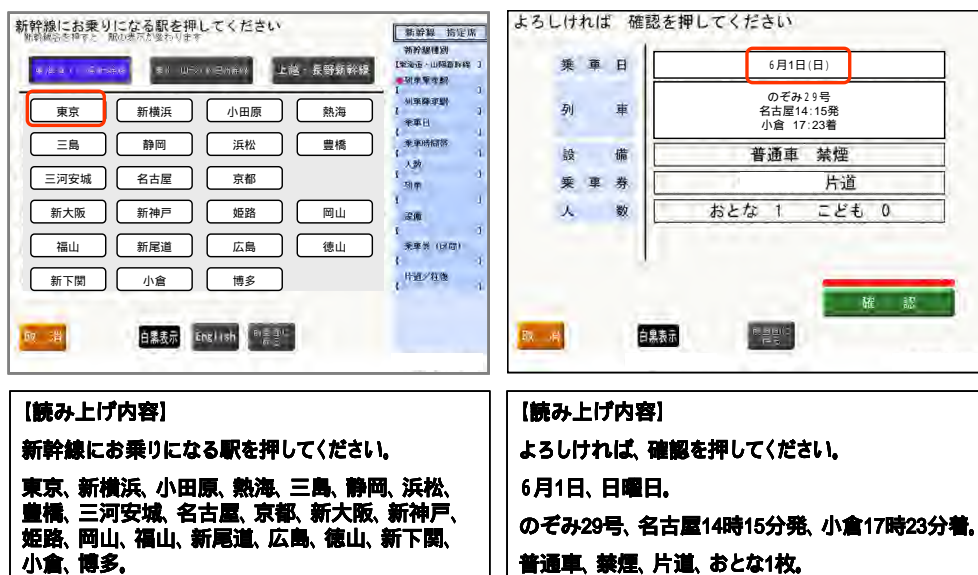 新幹線にお乗りになる駅を押してください
上越・長野新幹線
東京 新横浜 小田原 熱海
三島 静岡 浜松 豊橋
三河安城 名古屋 京都
新大阪 新神戸 姫路 岡山
福山 新尾道 広島 徳山
新下関 小倉 博多
取 消 白黒表示 English
新幹線 指定席
新幹線種別
乗車日
人数
列車
よろしければ 確認を押してください
乗車日 6月1日(日)
列車 のぞみ29号
名古屋14:15発
小倉 17:23着
設備 普通車 禁煙
乗車券 片道
人数 おとな 1 こども 0
確 認
取 消 白黒表示
【読み上げ内容】
新幹線にお乗りになる駅を押してください。
東京、新横浜、小田原、熱海、三島、静岡、浜松、
豊橋、三河安城、名古屋、京都、新大阪、新神戸、
姫路、岡山、福山、新尾道、広島、徳山、新下関、
小倉、博多。
【読み上げ内容】
よろしければ、確認を押してください。
6月1日、日曜日。
のぞみ29号、名古屋14時15分発、小倉17時23分着。
普通車、禁煙、片道、おとな1枚。